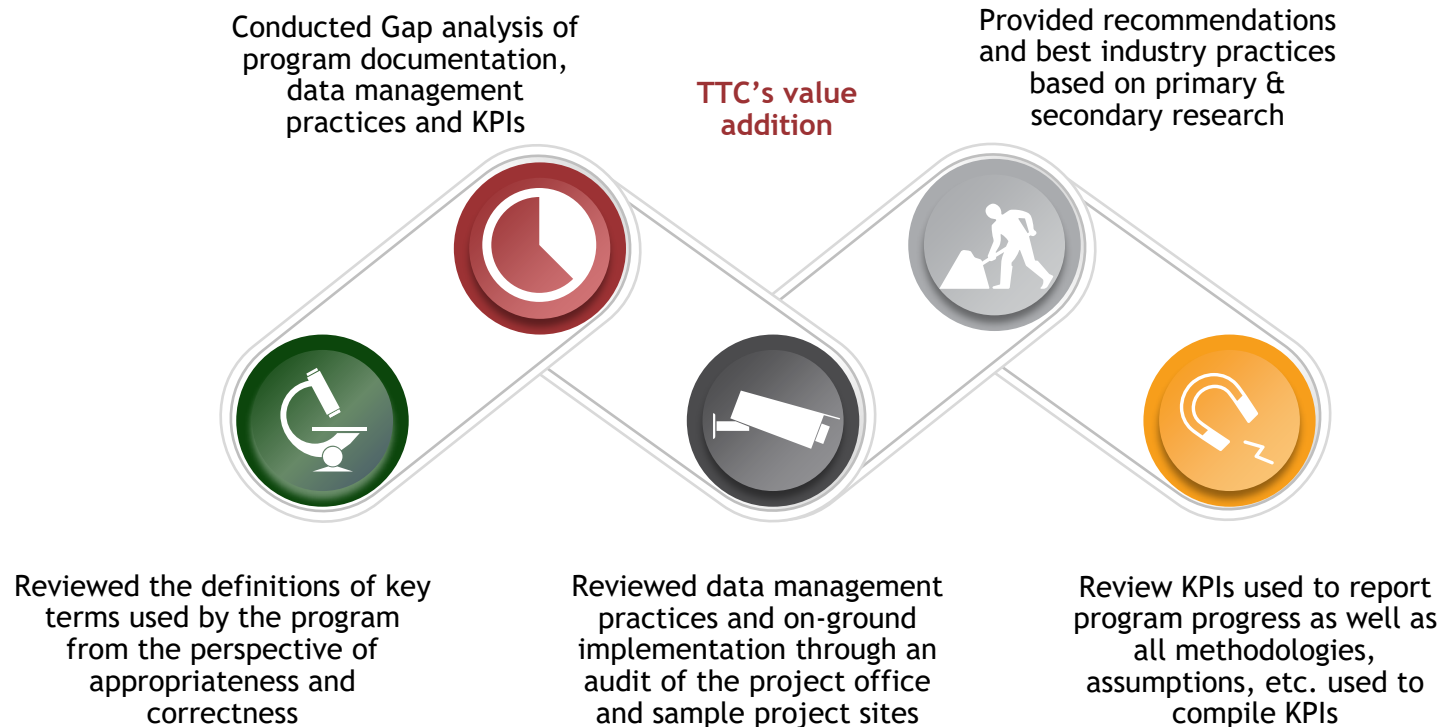 Conducted Gap analysis of
program documentation,
data management
practices and KPIs
TTC’s value
addition
Provided recommendations
and best industry practices
based on primary &
secondary research
Reviewed the definitions of key
terms used by the program
from the perspective of
appropriateness and
correctness
Reviewed data management
practices and on-ground
implementation through an
audit of the project office
and sample project sites
Review KPIs used to report
program progress as well as
all methodologies,
assumptions, etc. used to
compile KPIs